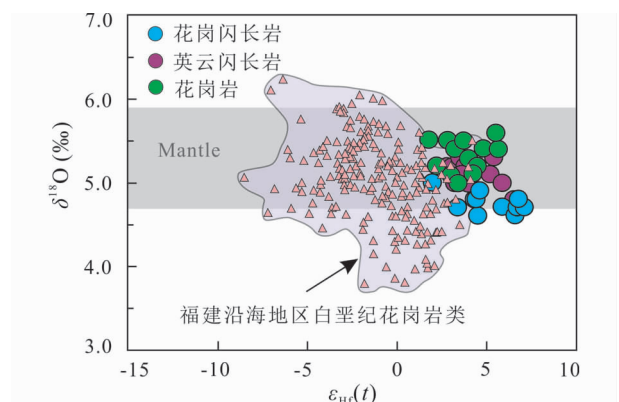 7.0
花岗闪长岩
英云闪长岩
花岗岩
6.0
Mantle
δ¹⁸O (‰)
5.0
4.0
福建沿海地区白垩纪花岗岩类
3.0
-15 -10 -5 0 5 10
εHf(t)